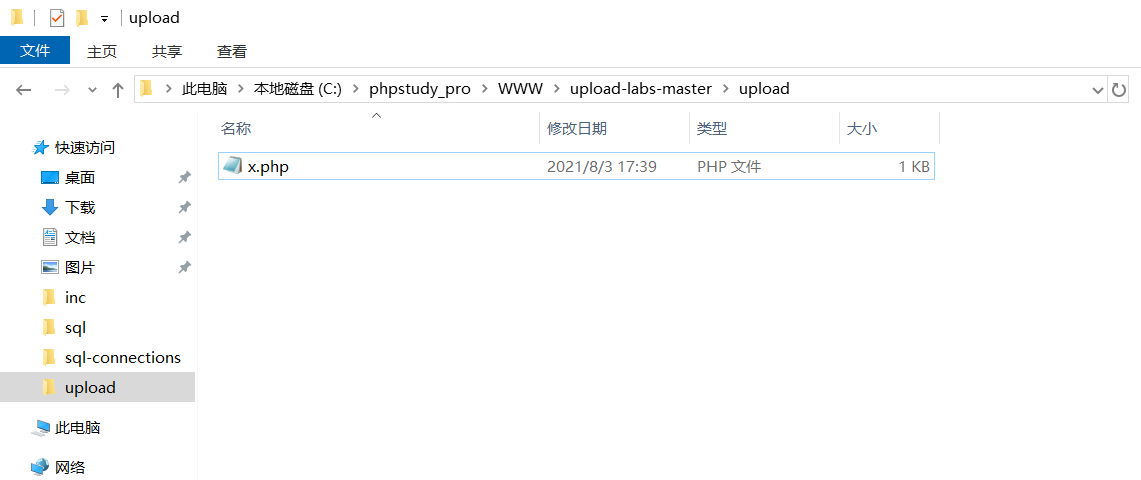 upload
文件 主页 共享 查看
此电脑 本地磁盘 (C:) phpstudy_pro WWW upload-labs-master upload
名称 修改日期 类型 大小
x.php 2021/8/3 17:39 PHP 文件 1 KB
快速访问
桌面
下载
文档
图片
inc
sql
sql-connections
upload
此电脑
网络